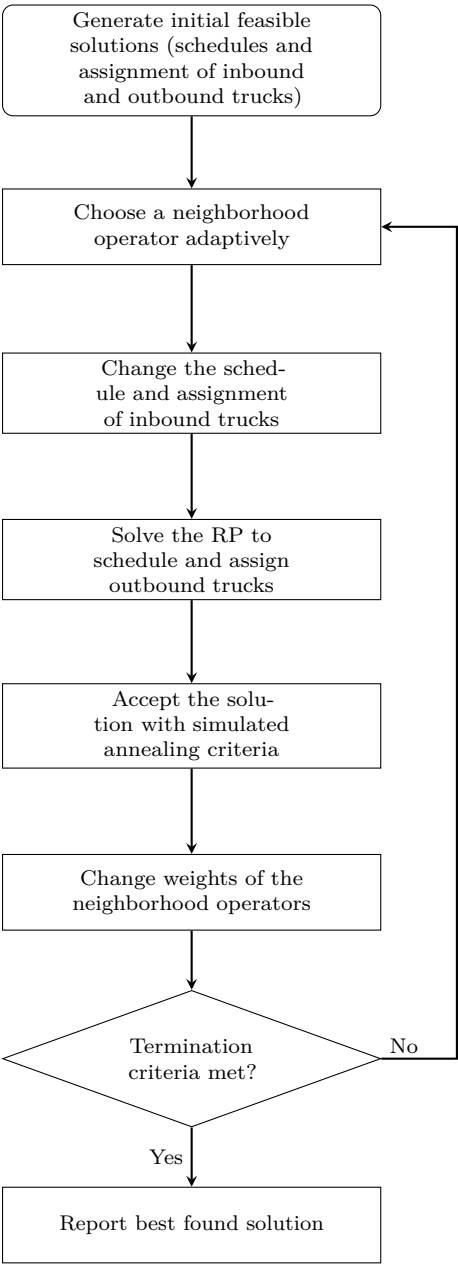 Generate initial feasible
solutions (schedules and
assignment of inbound
and outbound trucks)
Choose a neighborhood
operator adaptively
Change the sched-
ule and assignment
of inbound trucks
Solve the RP to
schedule and assign
outbound trucks
Accept the solu-
tion with simulated
annealing criteria
Change weights of the
neighborhood operators
Termination
criteria met?
No
Yes
Report best found solution